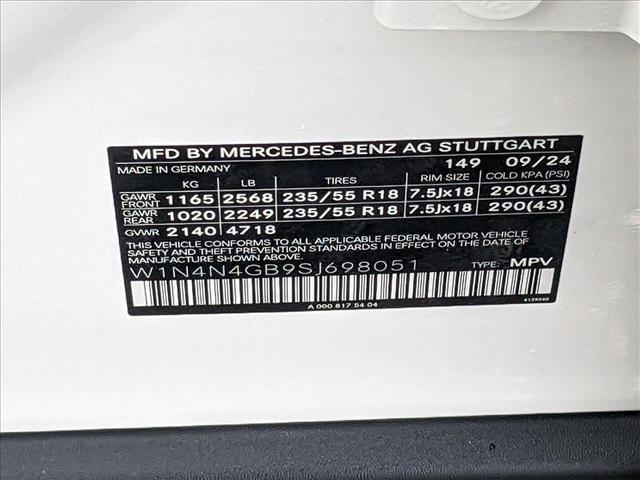 MFD BY MERCEDES-BENZ AG STUTTGART
MADE IN GERMANY 149 09/24
KG LB TIRES RIM SIZE COLD KPA (PSI)
GAWR FRONT 1165 2568 235/55 R18 7.5Jx18 290(43)
GAWR REAR 1020 2249 235/55 R18 7.5Jx18 290(43)
GVWR 2140 4718
THIS VEHICLE CONFORMS TO ALL APPLICABLE FEDERAL MOTOR VEHICLE
SAFETY AND THEFT PREVENTION STANDARDS IN EFFECT ON THE
DATE OF MANUFACTURE SHOWN ABOVE
W1N4N4GB9SJ698051 TYPE: MPV
A 000 817 54 04